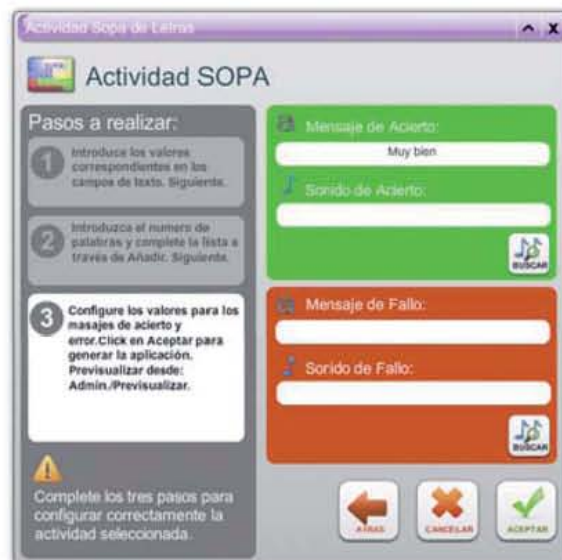 Actividad Sopa de Letras
Actividad SOPA
Pasos a realizar:
1
Introduce los valores
correspondientes en los
campos de texto. Siguiente.
2
Introduzca el numero de
palabras y complete la lista a
través de Añadir. Siguiente.
3
Configure los valores para los
masajes de acierto y
error.Click en Aceptar para
generar la aplicación.
Previsualizar desde:
Admin./Previsualizar.
Complete los tres pasos para
configurar correctamente la
actividad seleccionada.
Mensaje de Acierto:
Muy bien
Sonido de Acierto:
BUSCAR
Mensaje de Fallo:
Sonido de Fallo:
BUSCAR
ATRAS
CANCELAR
ACEPTAR